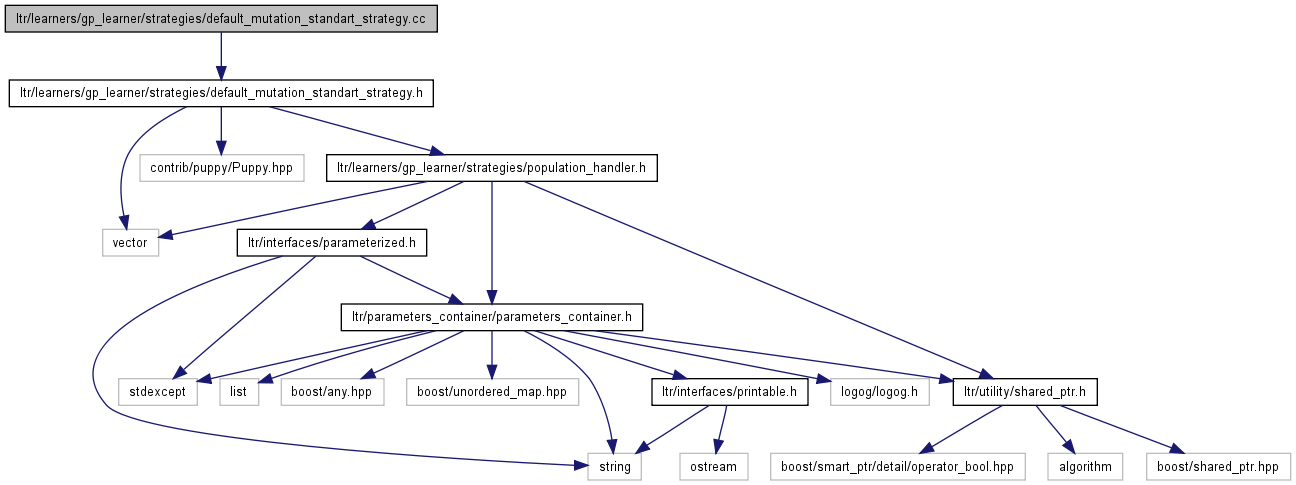 ltr/learners/gp_learner/strategies/default_mutation_standart_strategy.cc
ltr/learners/gp_learner/strategies/default_mutation_standart_strategy.h
contrib/puppy/Puppy.hpp
ltr/learners/gp_learner/strategies/population_handler.h
vector
ltr/interfaces/parameterized.h
ltr/parameters_container/parameters_container.h
stdexcept
list
boost/any.hpp
boost/unordered_map.hpp
ltr/interfaces/printable.h
logog/logog.h
ltr/utility/shared_ptr.h
string
ostream
boost/smart_ptr/detail/operator_bool.hpp
algorithm
boost/shared_ptr.hpp